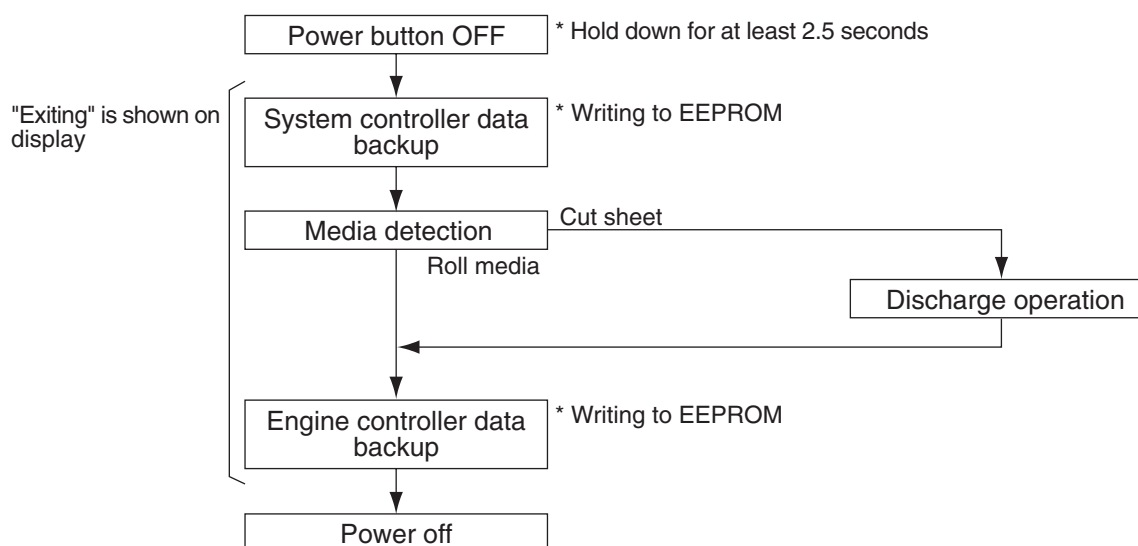 Power button OFF
* Hold down for at least 2.5 seconds
"Exiting" is shown on
display
System controller data
backup
* Writing to EEPROM
Media detection
Cut sheet
Roll media
Discharge operation
Engine controller data
backup
* Writing to EEPROM
Power off